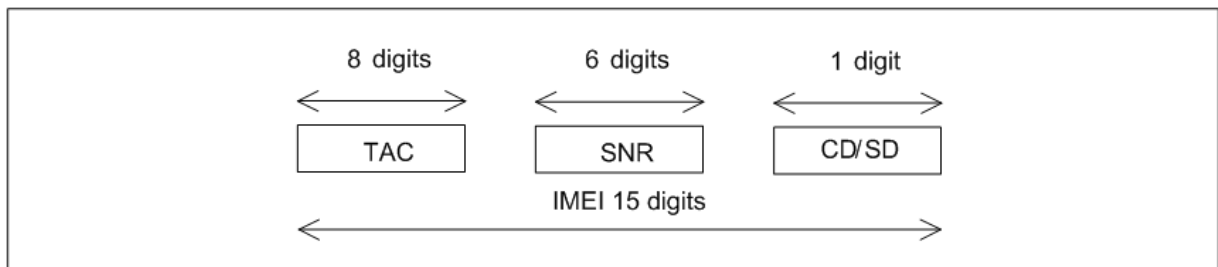 8 digits 6 digits 1 digit
TAC SNR CD/SD
IMEI 15 digits